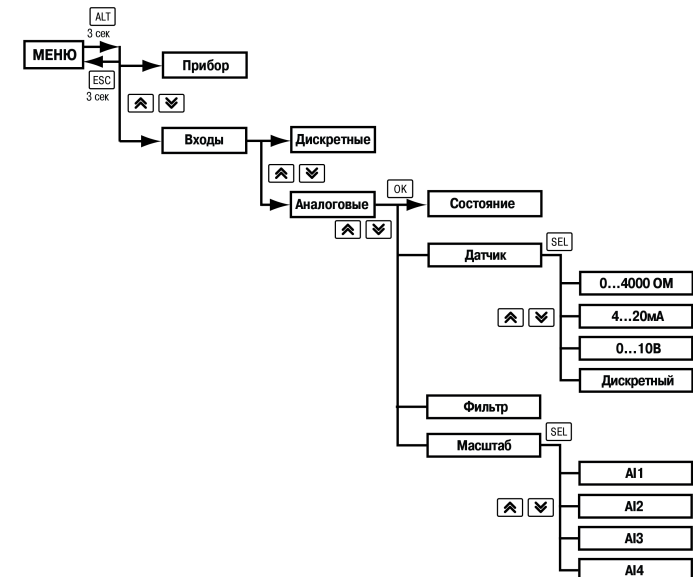 ALT
3 сек
МЕНЮ
Прибор
ESC
3 сек
Входы
Дискретные
OK
Аналоговые
Состояние
SEL
Датчик
0...4000 ОМ
4...20мА
0...10В
Дискретный
Фильтр
SEL
Масштаб
AI1
AI2
AI3
AI4